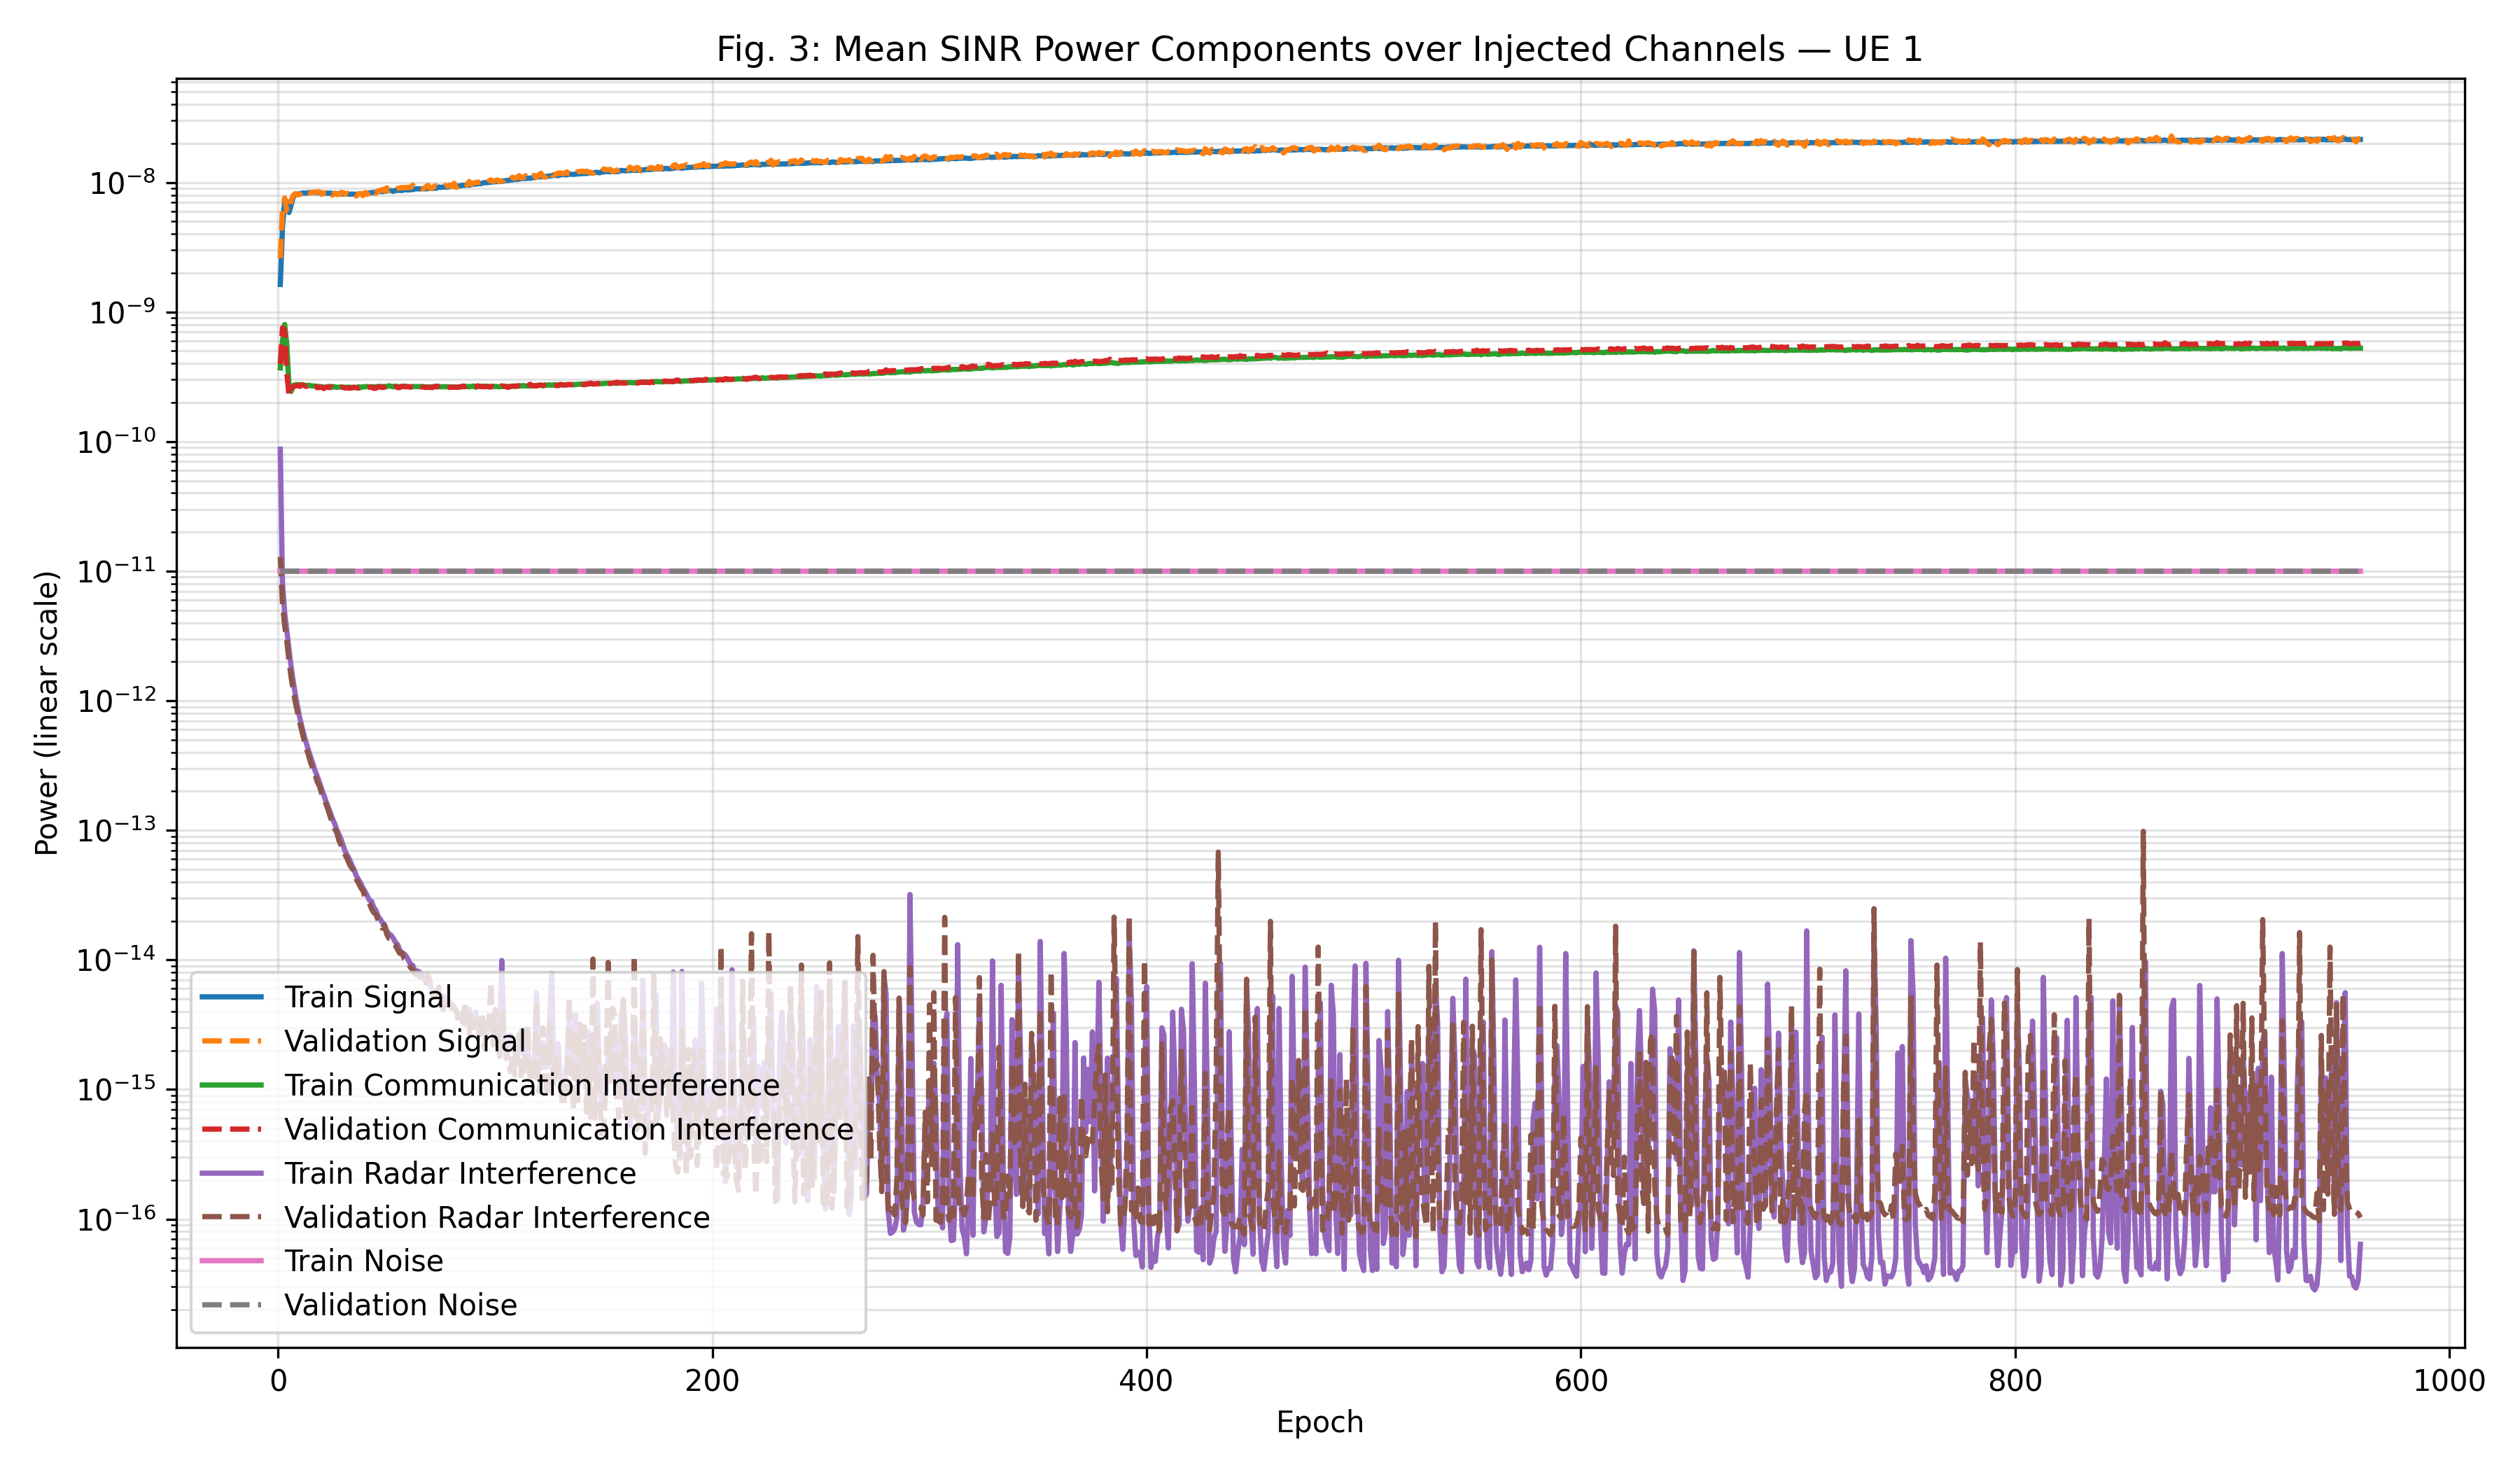 Fig. 3: Mean SINR Power Components over Injected Channels — UE 1
Power (linear scale)
10⁻⁸
10⁻⁹
10⁻¹⁰
10⁻¹¹
10⁻¹²
10⁻¹³
10⁻¹⁴
10⁻¹⁵
10⁻¹⁶
Train Signal
Validation Signal
Train Communication Interference
Validation Communication Interference
Train Radar Interference
Validation Radar Interference
Train Noise
Validation Noise
0 200 400 600 800 1000
Epoch